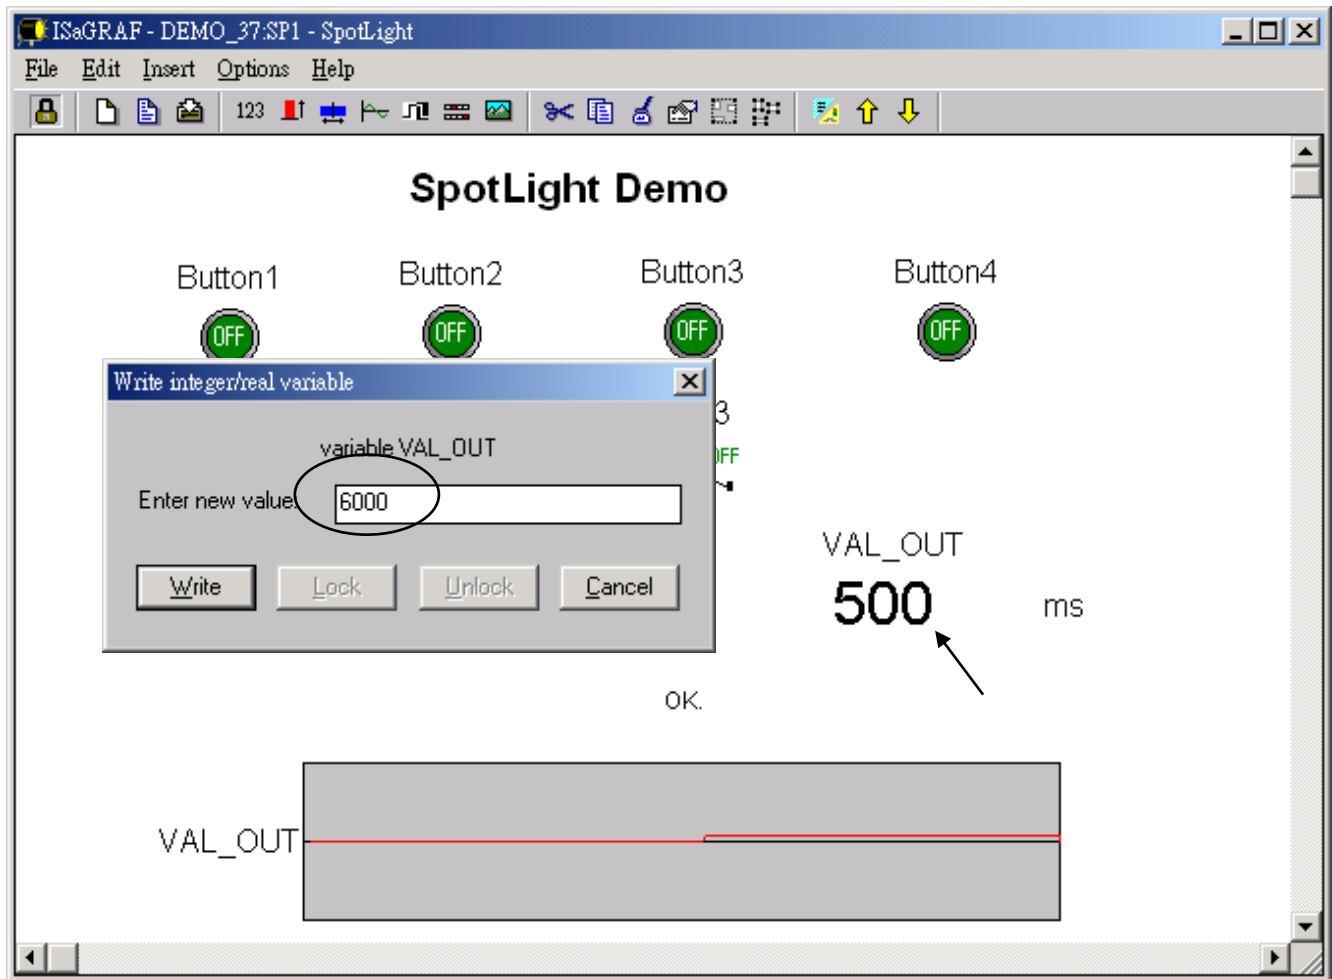 ISaGRAF - DEMO_37:SP1 - SpotLight
File Edit Insert Options Help
123
SpotLight Demo
Button1 Button2 Button3 Button4
OFF OFF OFF OFF
Write integer/real variable
variable VAL_OUT
Enter new value:
6000
Write Lock Unlock Cancel
3
OFF
VAL_OUT
500 ms
OK.
VAL_OUT